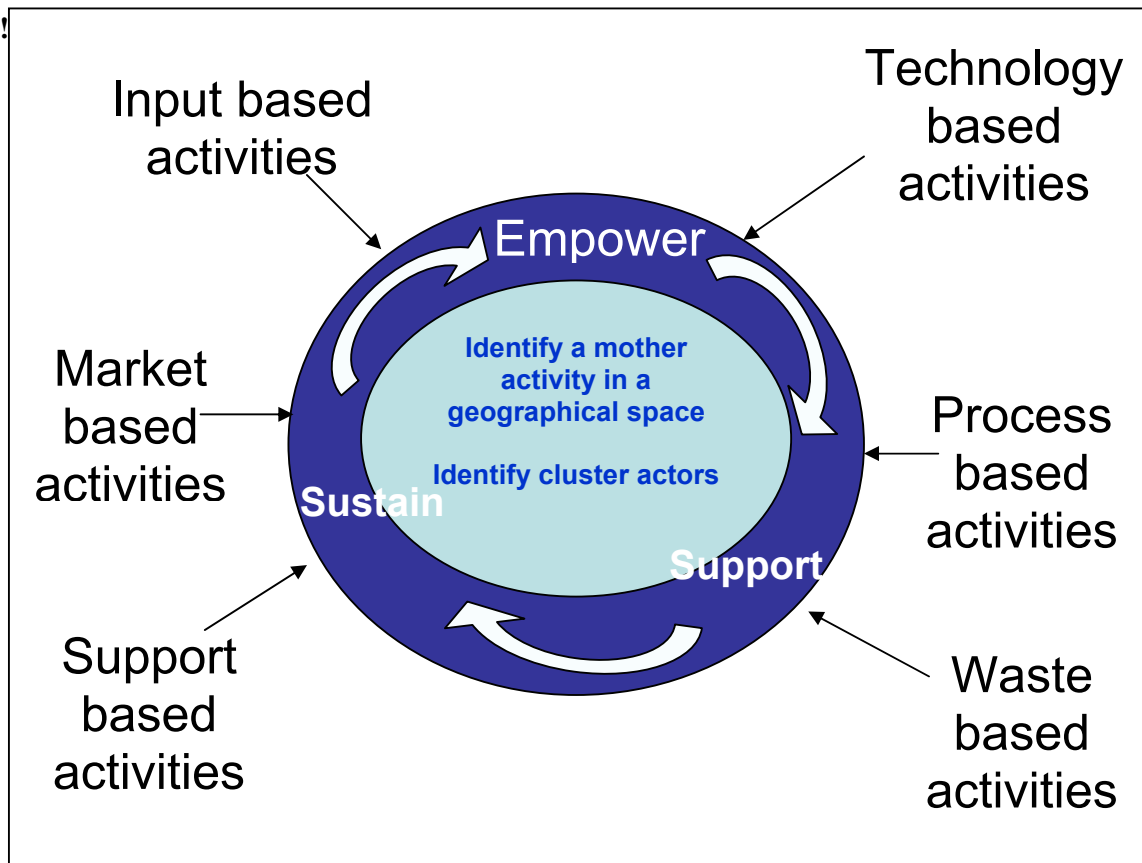 !
Input based
activities
Technology
based
activities
Empower
Identify a mother
activity in a
geographical space
Identify cluster actors
Market
based
activities
Process
based
activities
Sustain
Support
Support
based
activities
Waste
based
activities